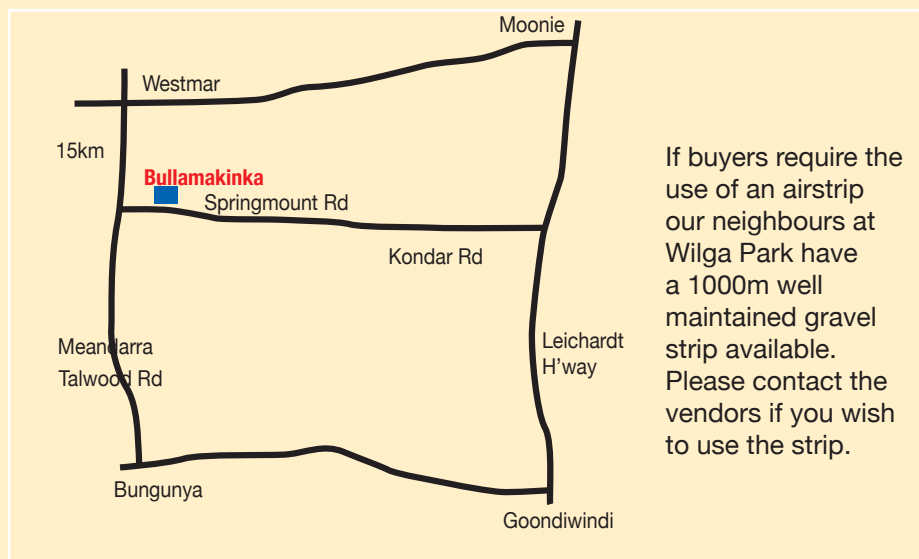 Moonie
Westmar
15km
Bullamakinka
Springmount Rd
Kondar Rd
Meandarra
Talwood Rd
Leichardt
H'way
Bungunya
Goondiwindi
If buyers require the
use of an airstrip
our neighbours at
Wilga Park have
a 1000m well
maintained gravel
strip available.
Please contact the
vendors if you wish
to use the strip.